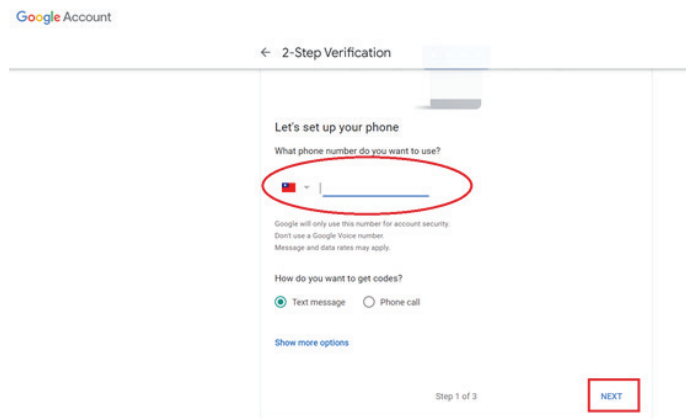 Google Account
2-Step Verification
Let's set up your phone
What phone number do you want to use?
Google will only use this number for account security.
Don't use a Google Voice number.
Message and data rates may apply.
How do you want to get codes?
Text message Phone call
Show more options
Step 1 of 3 NEXT